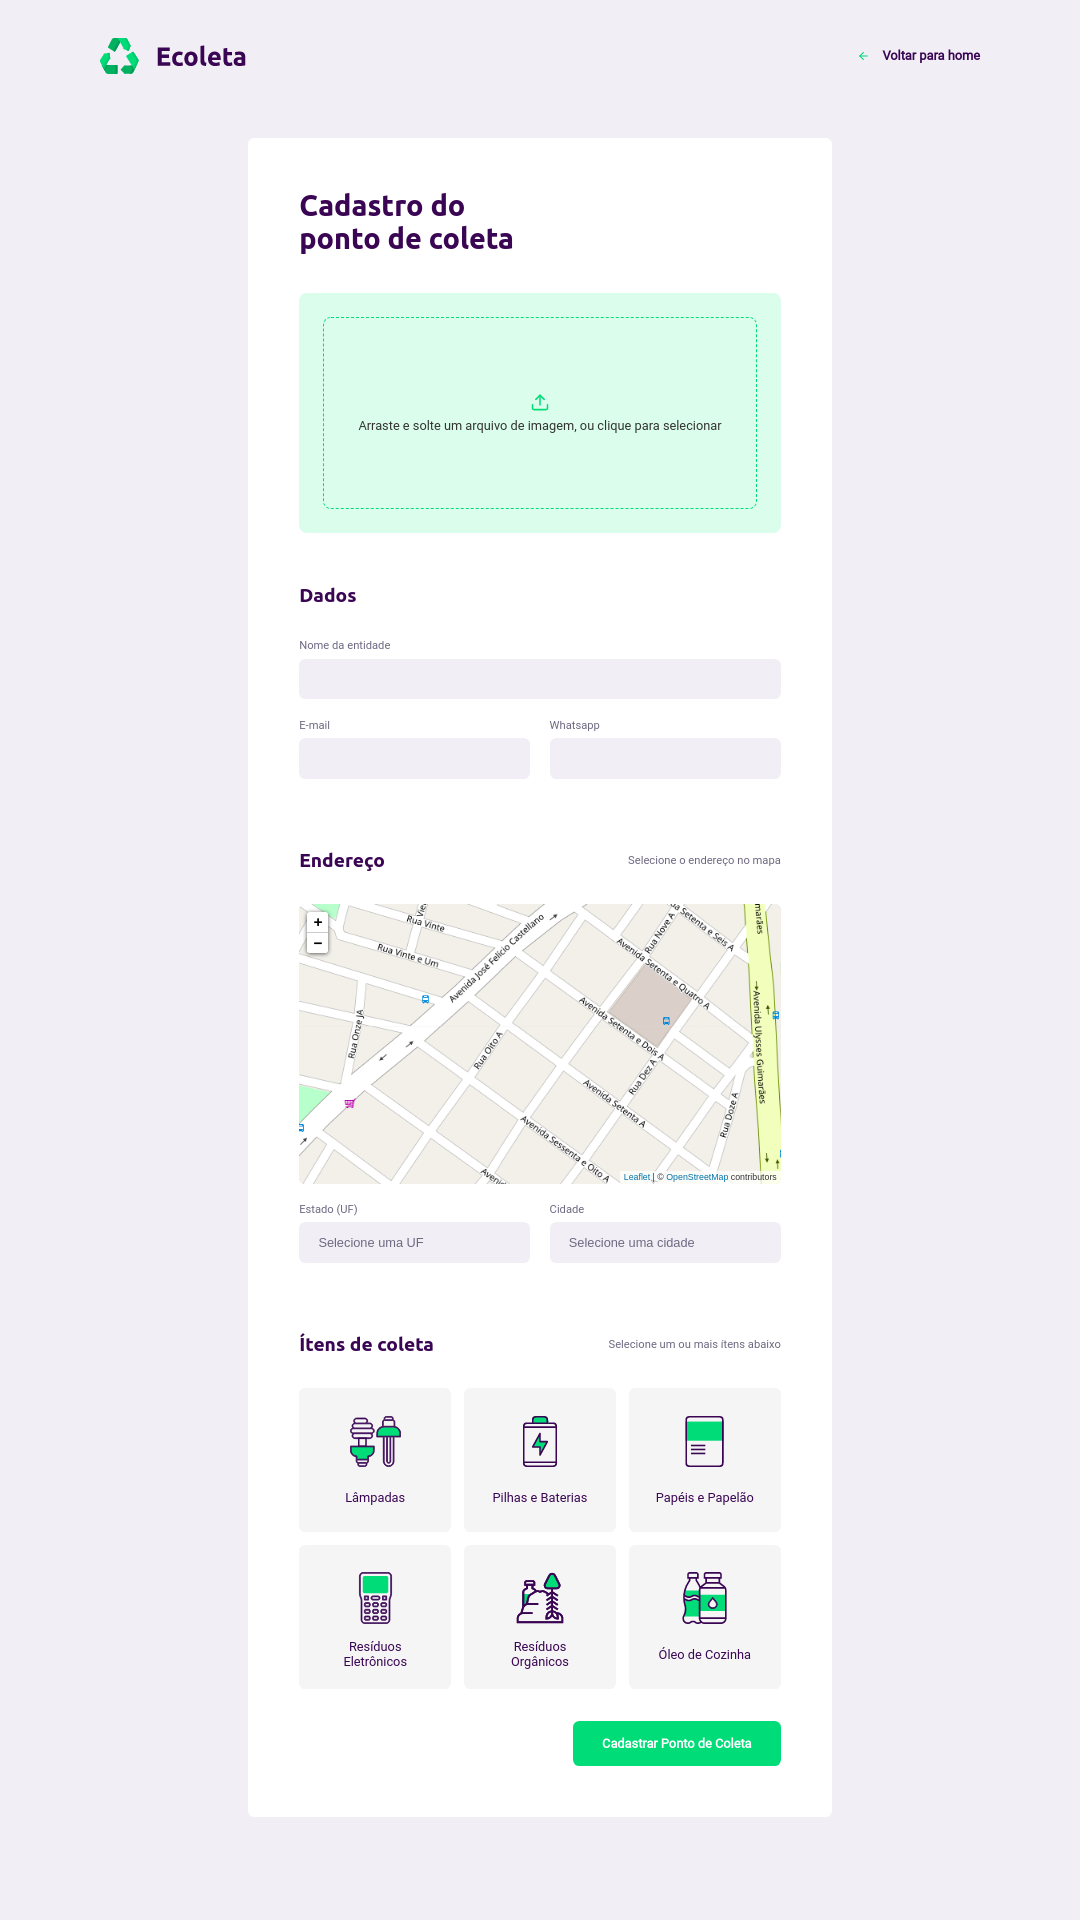 Ecoleta
Voltar para home
Cadastro do
ponto de coleta
Arraste e solte um arquivo de imagem, ou clique para selecionar
Dados
Nome da entidade
E-mail
Whatsapp
Endereço
Selecione o endereço no mapa
+
−
Rua Vinte
Rua Vinte e Um
Avenida José Felício Castellano
Rua Nove A
Avenida Setenta e Quatro A
Avenida Setenta e Dois A
Rua Onze JA
Rua Oito A
Rua Dez A
Avenida Setenta A
Avenida Sessenta e Oito A
Avenida Ulysses Guimarães
Rua Doze A
Leaflet | © OpenStreetMap contributors
Estado (UF)
Cidade
Selecione uma UF
Selecione uma cidade
Ítens de coleta
Selecione um ou mais ítens abaixo
Lâmpadas
Pilhas e Baterias
Papéis e Papelão
Resíduos
Eletrônicos
Resíduos
Orgânicos
Óleo de Cozinha
Cadastrar Ponto de Coleta